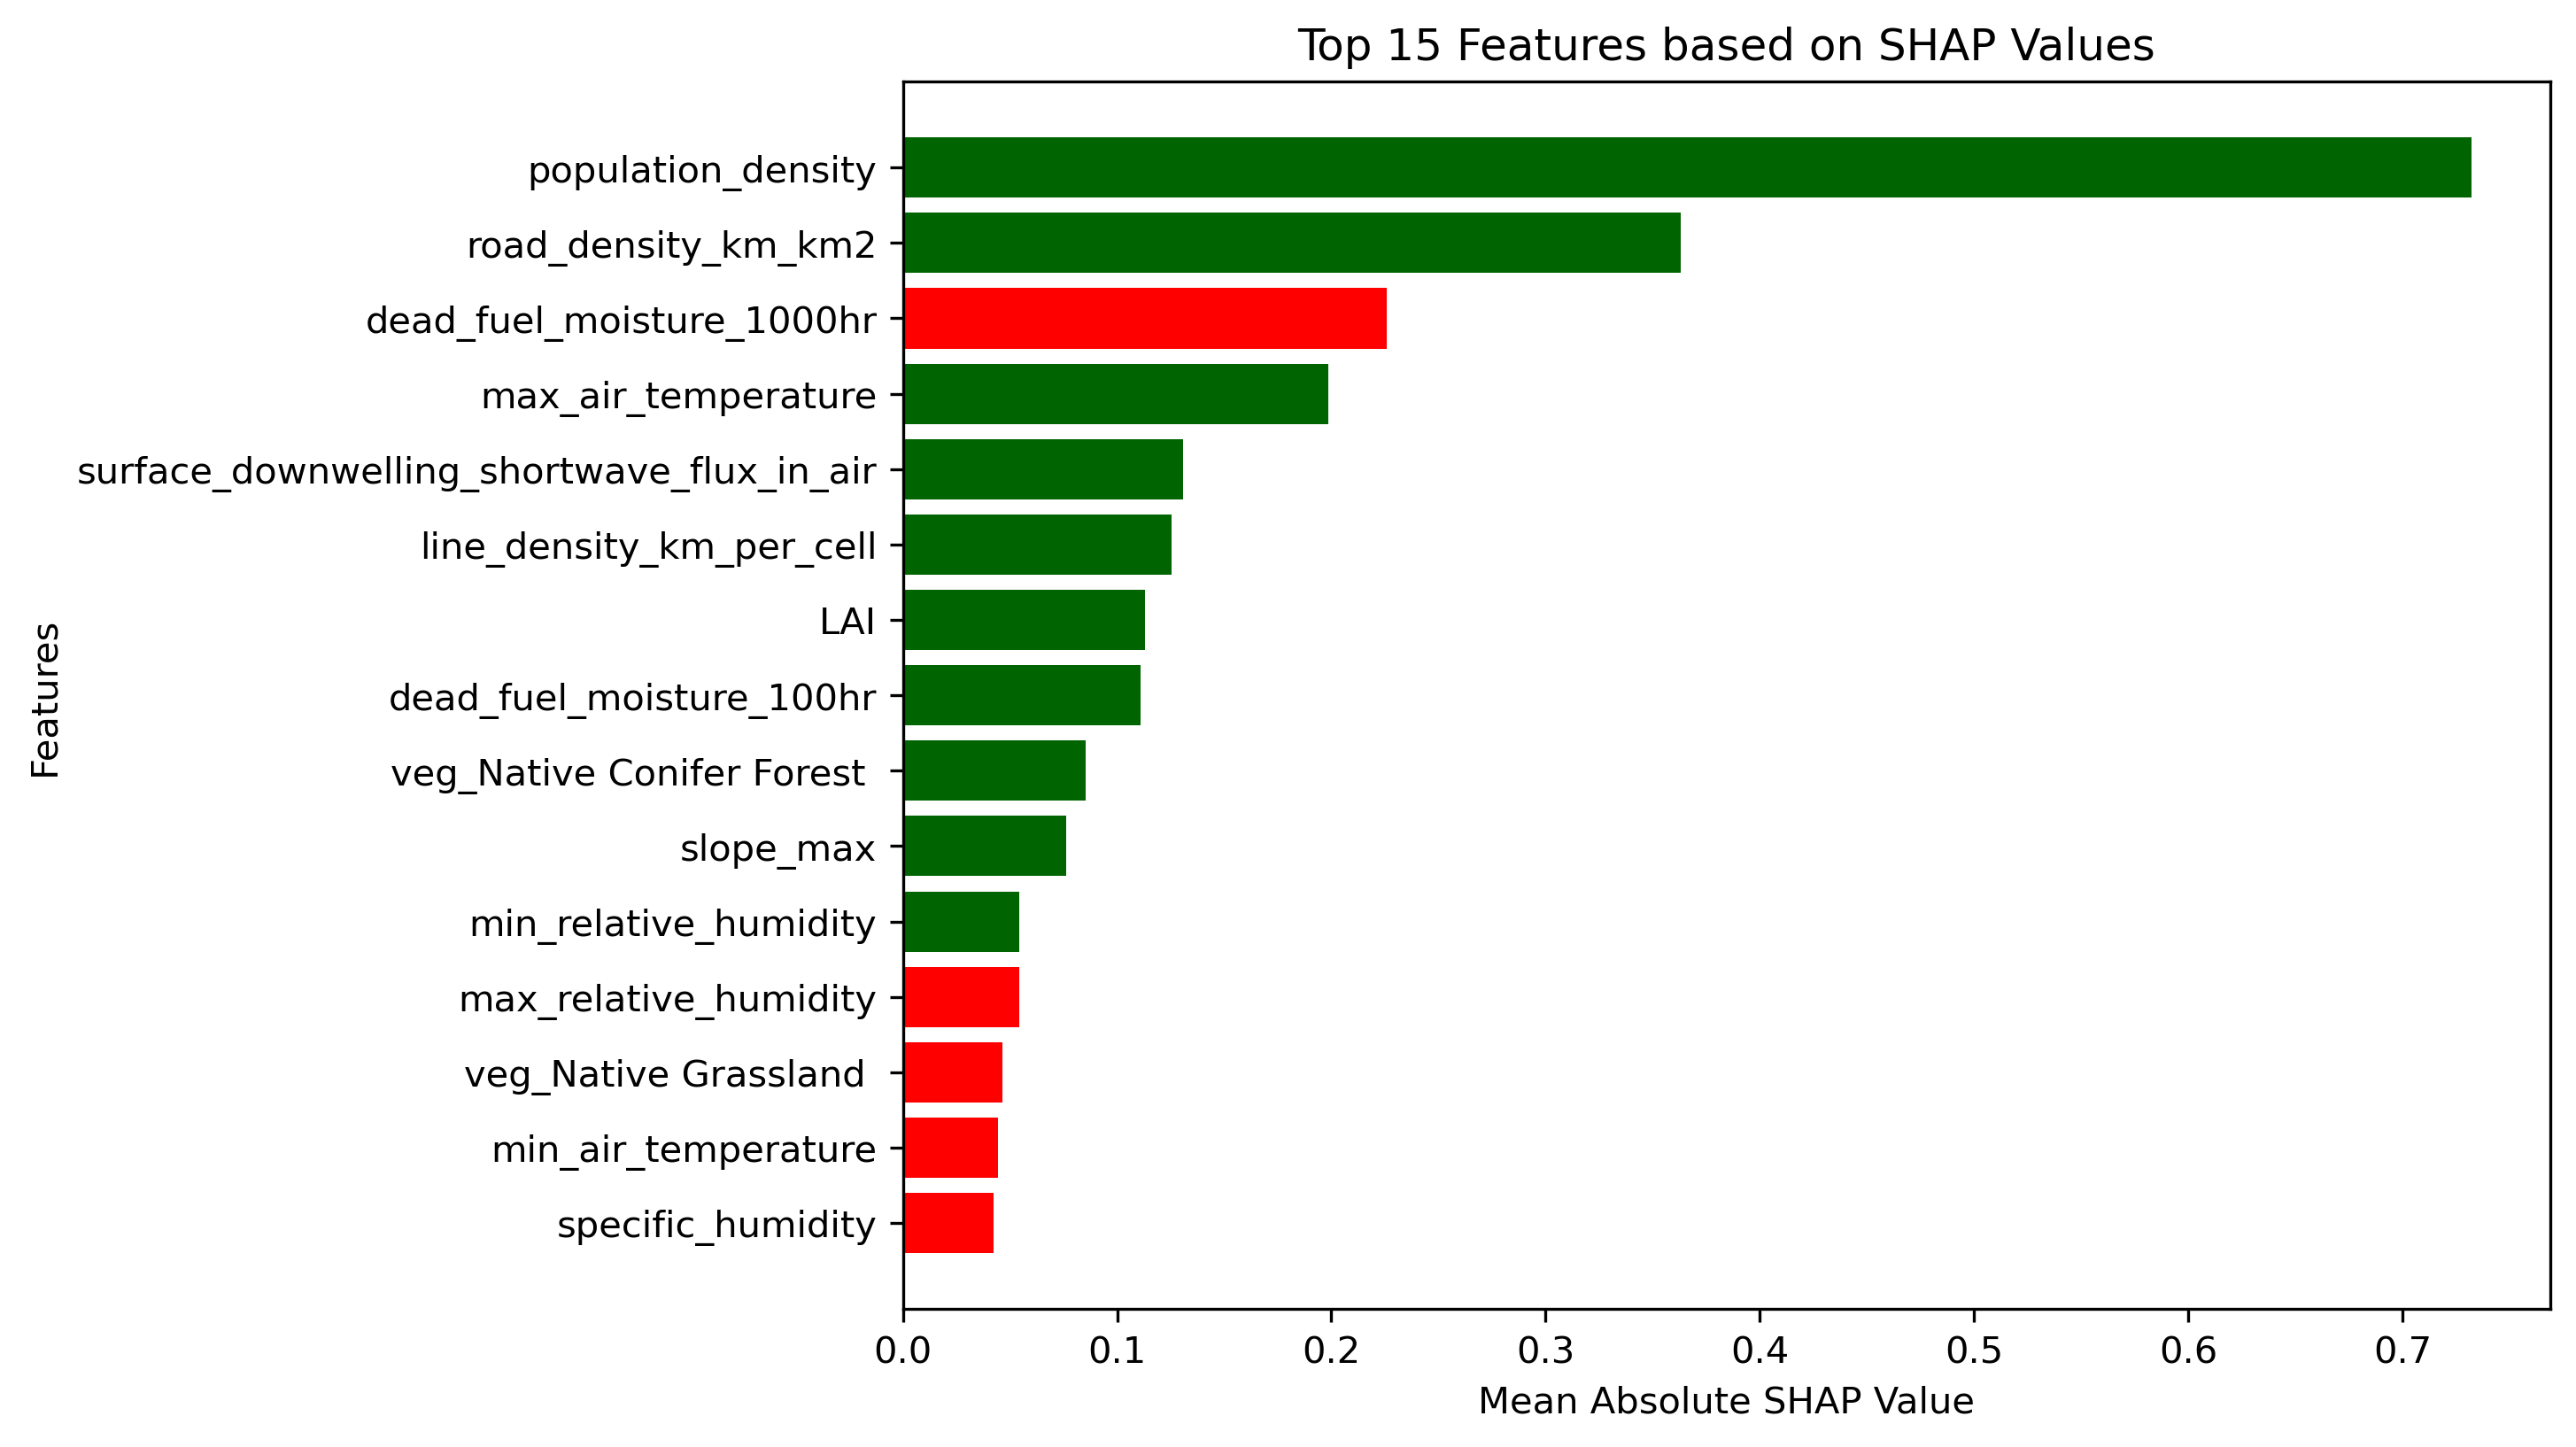 Top 15 Features based on SHAP Values
Features
population_density
road_density_km_km2
dead_fuel_moisture_1000hr
max_air_temperature
surface_downwelling_shortwave_flux_in_air
line_density_km_per_cell
LAI
dead_fuel_moisture_100hr
veg_Native Conifer Forest
slope_max
min_relative_humidity
max_relative_humidity
veg_Native Grassland
min_air_temperature
specific_humidity
0.0 0.1 0.2 0.3 0.4 0.5 0.6 0.7
Mean Absolute SHAP Value